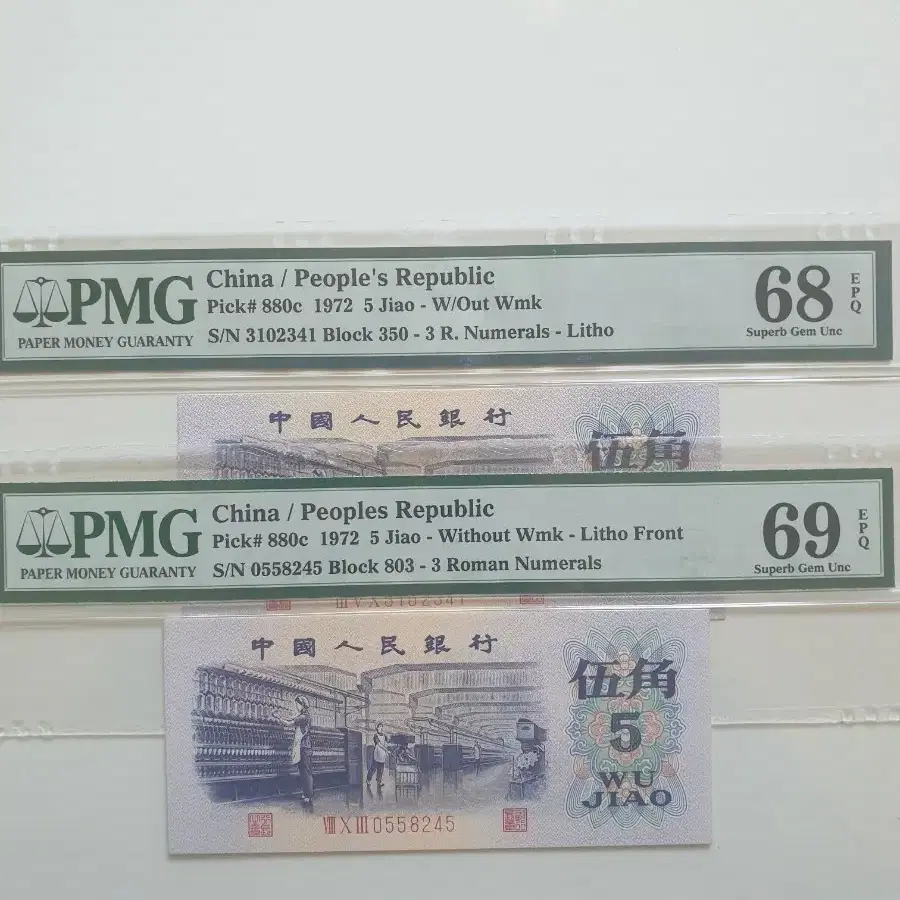 PMG
PAPER MONEY GUARANTY
China / People's Republic
Pick# 880c 1972 5 Jiao - W/Out Wmk
S/N 3102341 Block 350 - 3 R. Numerals - Litho
68
EPQ
Superb Gem Unc
中國人民銀行
伍角
PMG
PAPER MONEY GUARANTY
China / Peoples Republic
Pick# 880c 1972 5 Jiao - Without Wmk - Litho Front
S/N 0558245 Block 803 - 3 Roman Numerals
69
EPQ
Superb Gem Unc
ⅢⅤⅩ3102341
中國人民銀行
伍角
5
WU
JIAO
ⅧⅩⅢ0558245